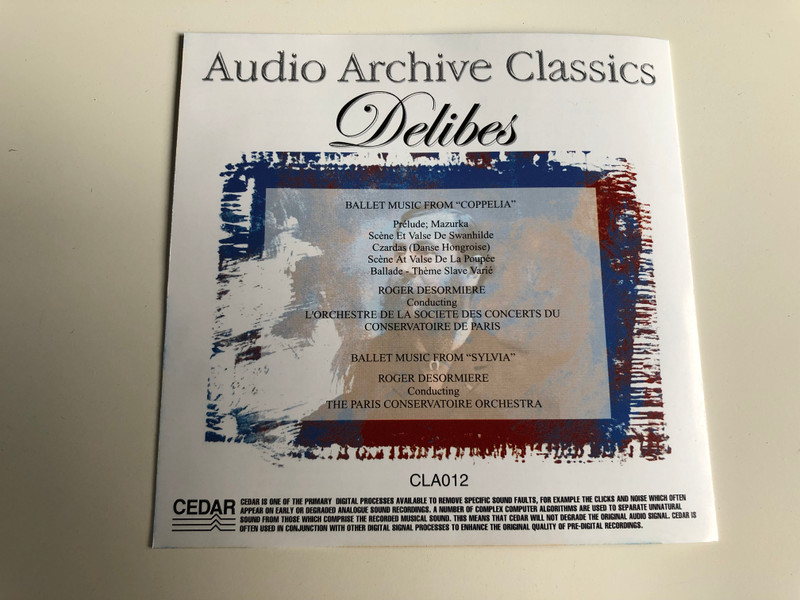 Audio Archive Classics
Delibes
BALLET MUSIC FROM “COPPELIA”
Prélude; Mazurka
Scène Et Valse De Swanhilde
Czardas (Danse Hongroise)
Scène At Valse De La Poupée
Ballade - Thème Slave Varié
ROGER DESORMIERE
Conducting
L'ORCHESTRE DE LA SOCIETE DES CONCERTS DU
CONSERVATOIRE DE PARIS
BALLET MUSIC FROM “SYLVIA”
ROGER DESORMIERE
Conducting
THE PARIS CONSERVATOIRE ORCHESTRA
CLA012
CEDAR
CEDAR IS ONE OF THE PRIMARY DIGITAL PROCESSES AVAILABLE TO REMOVE SPECIFIC SOUND FAULTS, FOR EXAMPLE THE CLICKS AND NOISE WHICH OFTEN
APPEAR ON EARLY OR DEGRADED ANALOGUE SOUND RECORDINGS. A NUMBER OF COMPLEX COMPUTER ALGORITHMS ARE USED TO SEPARATE UNNATURAL
SOUND FROM THOSE WHICH COMPRISE THE RECORDED MUSICAL SOUND. THIS MEANS THAT CEDAR WILL NOT DEGRADE THE ORIGINAL AUDIO SIGNAL. CEDAR IS
OFTEN USED IN CONJUNCTION WITH OTHER DIGITAL SIGNAL PROCESSES TO ENHANCE THE ORIGINAL QUALITY OF PRE-DIGITAL RECORDINGS.